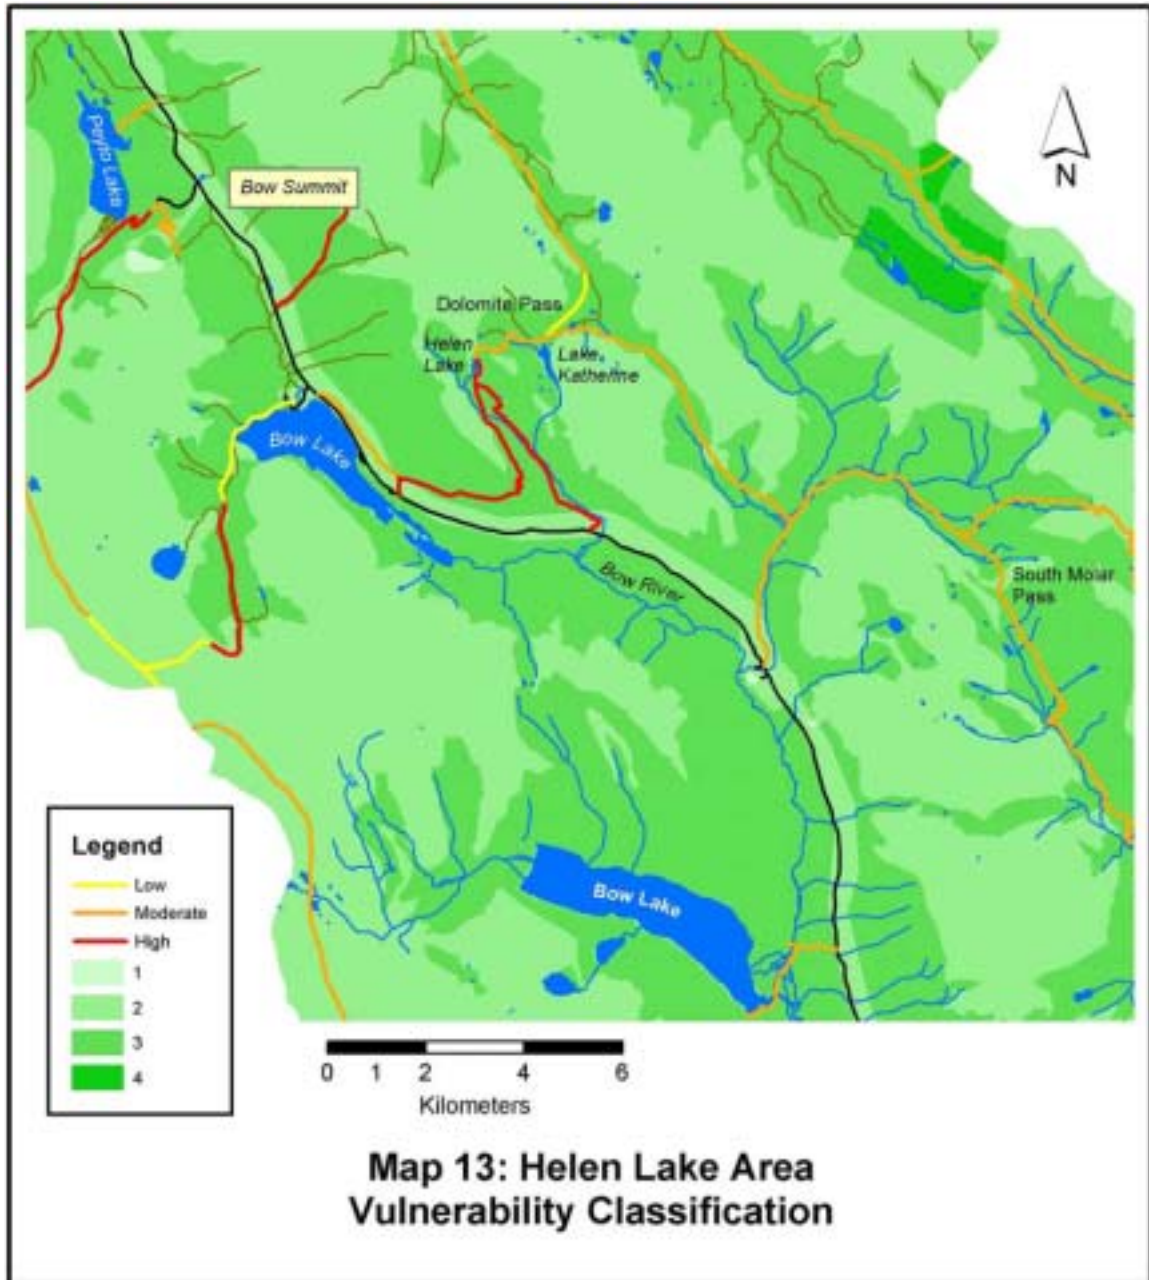 Peyto Lake
Bow Summit
N
Dolomite Pass
Helen
Lake
Lake
Katherine
Bow Lake
Bow River
South Molar
Pass
Bow Lake
Legend
Low
Moderate
High
1
2
3
4
0 1 2 4 6
Kilometers
Map 13: Helen Lake Area
Vulnerability Classification